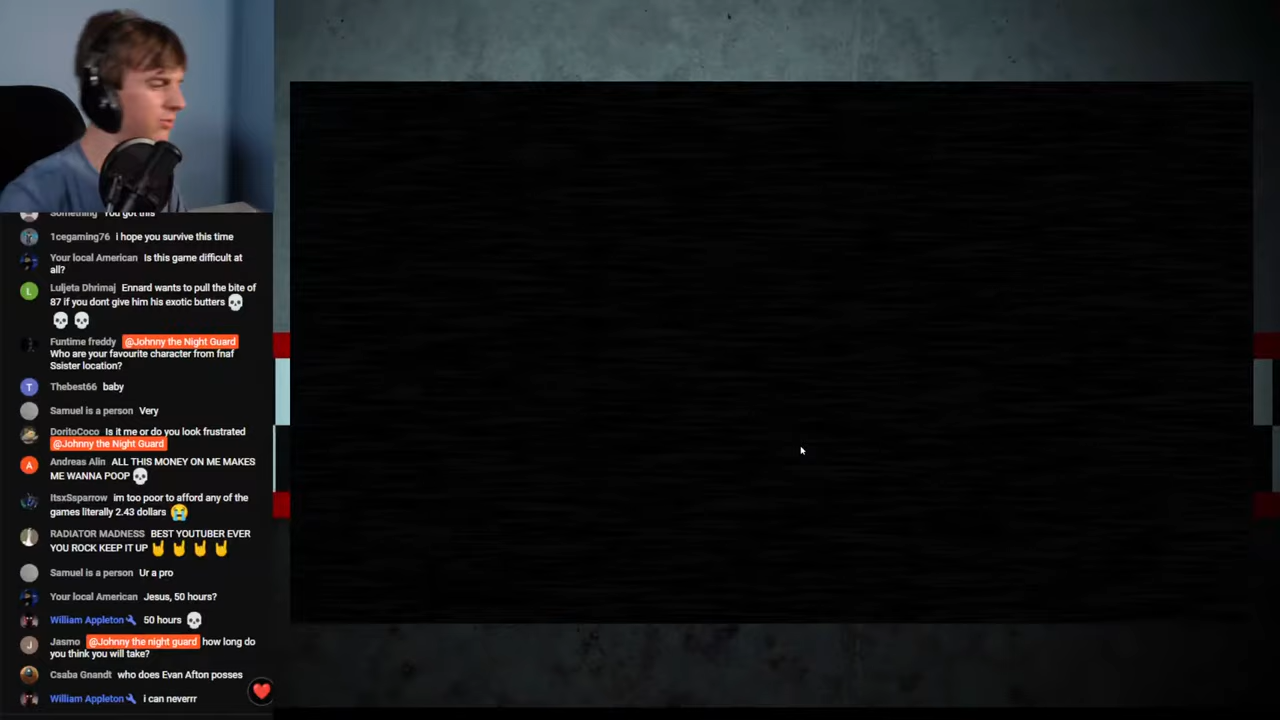 Something You got this
1cegaming76 i hope you survive this time
Your local American Is this game difficult at
all?
L Luljeta Dhrimaj Ennard wants to pull the bite of
87 if you dont give him his exotic butters 💀
💀 💀
Funtime freddy @Johnny the Night Guard
Who are your favourite character from fnaf
Ssister location?
T Thebest66 baby
Samuel is a person Very
DoritoCoco Is it me or do you look frustrated
@Johnny the Night Guard
A Andreas Alin ALL THIS MONEY ON ME MAKES
ME WANNA POOP 💀
ItsxSsparrow im too poor to afford any of the
games literally 2.43 dollars 😭
RADIATOR MADNESS BEST YOUTUBER EVER
YOU ROCK KEEP IT UP 🤘 🤘 🤘 🤘
Samuel is a person Ur a pro
Your local American Jesus, 50 hours?
William Appleton 50 hours 💀
J Jasmo @Johnny the night guard how long do
you think you will take?
Csaba Gnandt who does Evan Afton posses
William Appleton i can neverrr